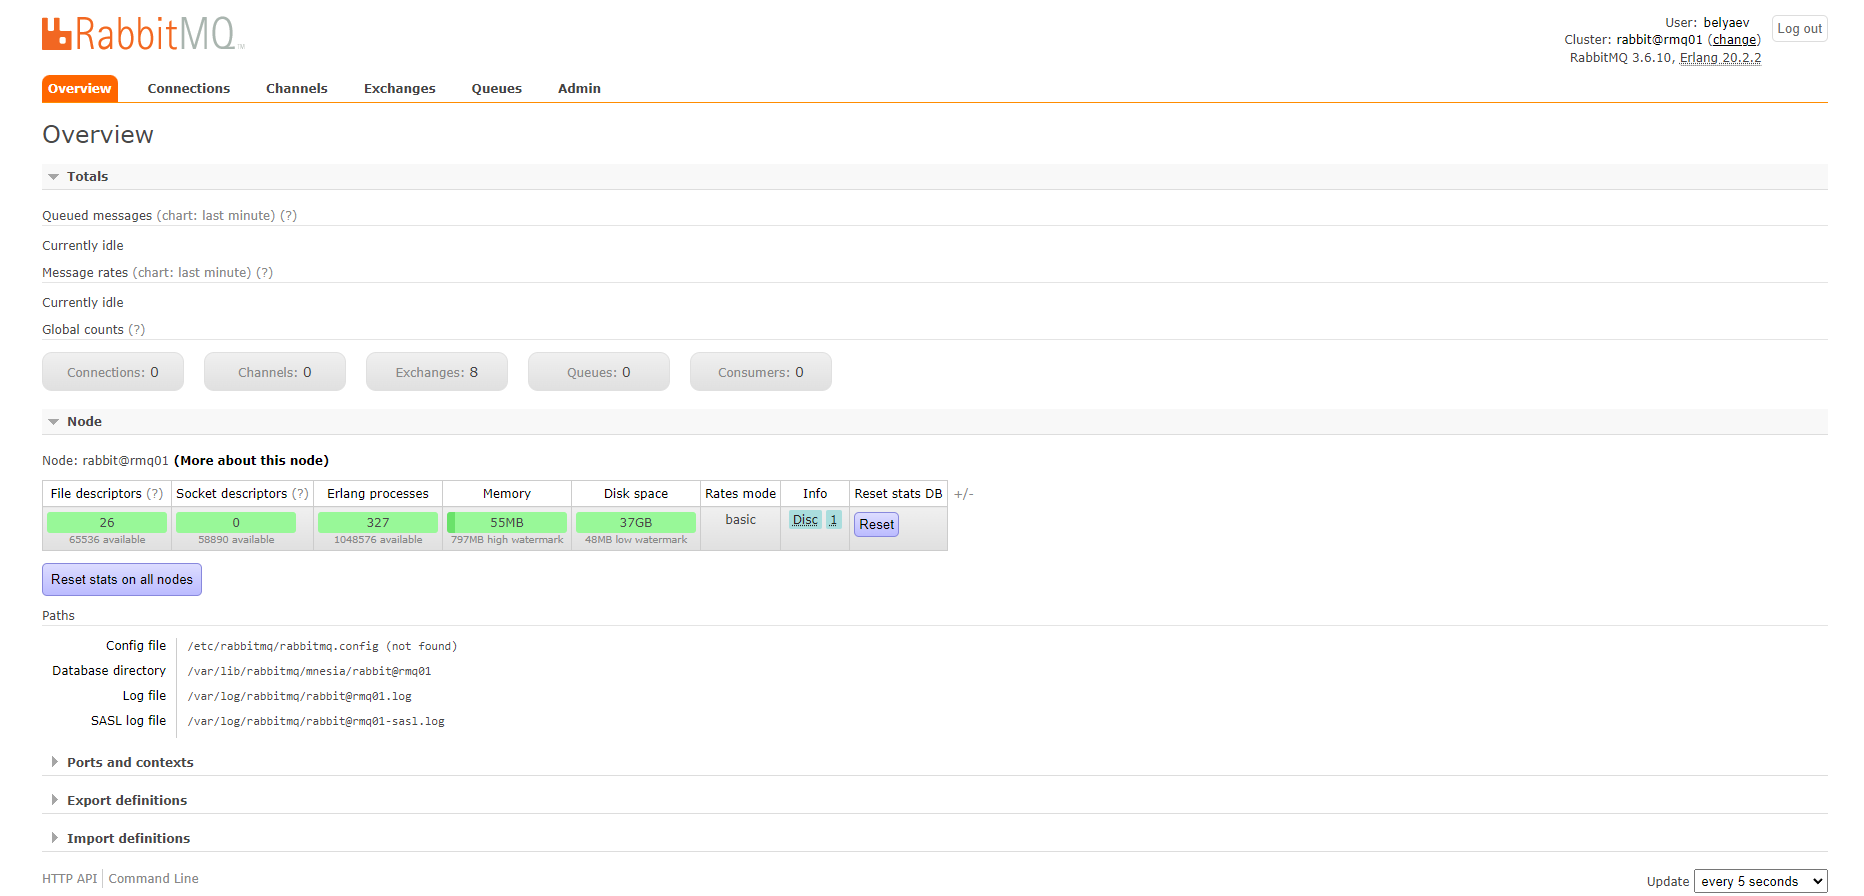 RabbitMQ TM
User: belyaev
Log out
Cluster: rabbit@rmq01 (change)
RabbitMQ 3.6.10, Erlang 20.2.2
Overview Connections Channels Exchanges Queues Admin
Overview
Totals
Queued messages (chart: last minute) (?)
Currently idle
Message rates (chart: last minute) (?)
Currently idle
Global counts (?)
Connections: 0 Channels: 0 Exchanges: 8 Queues: 0 Consumers: 0
Node
Node: rabbit@rmq01 (More about this node)
File descriptors (?) Socket descriptors (?) Erlang processes Memory Disk space Rates mode Info Reset stats DB +/-
26 0 327 55MB 37GB basic Disc 1 Reset
65536 available 58890 available 1048576 available 797MB high watermark 48MB low watermark
Reset stats on all nodes
Paths
Config file /etc/rabbitmq/rabbitmq.config (not found)
Database directory /var/lib/rabbitmq/mnesia/rabbit@rmq01
Log file /var/log/rabbitmq/rabbit@rmq01.log
SASL log file /var/log/rabbitmq/rabbit@rmq01-sasl.log
Ports and contexts
Export definitions
Import definitions
HTTP API Command Line
Update every 5 seconds